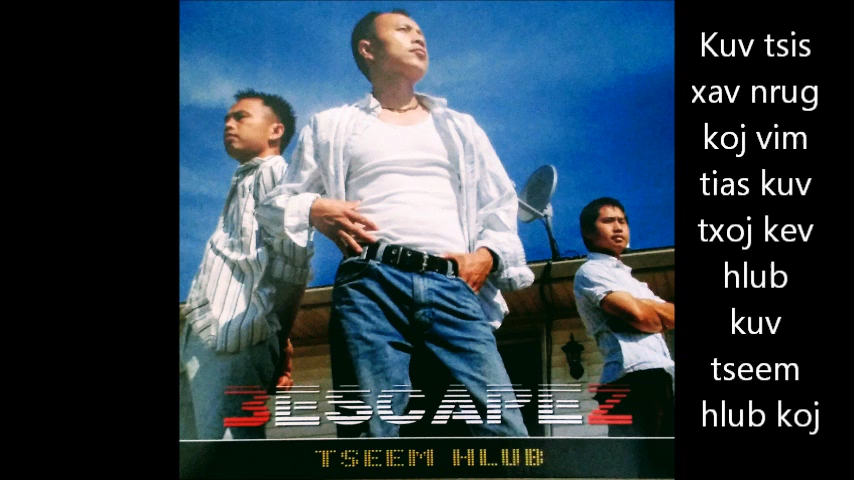 3ESCAPEZ
TSEEM HLUB
Kuv tsis
xav nrug
koj vim
tias kuv
txoj kev
hlub
kuv
tseem
hlub koj